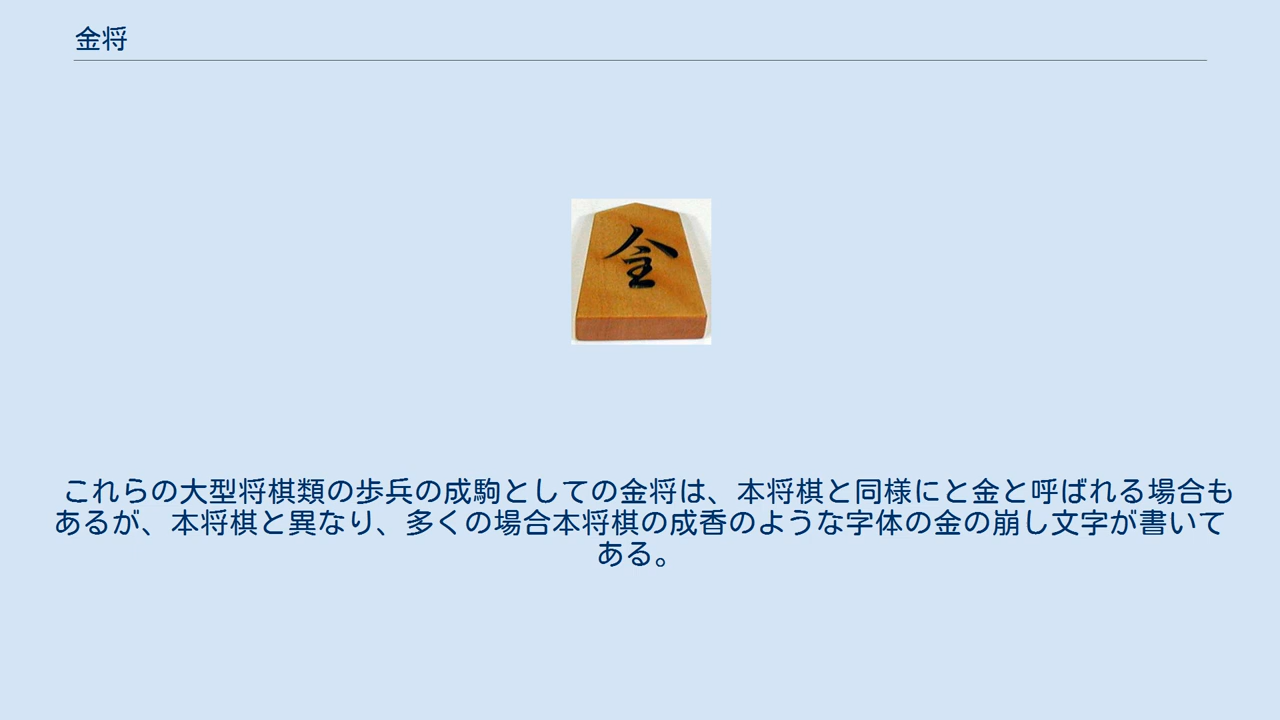 金将
全
これらの大型将棋類の歩兵の成駒としての金将は、本将棋と同様にと金と呼ばれる場合も
あるが、本将棋と異なり、多くの場合本将棋の成香のような字体の金の崩し文字が書いて
ある。